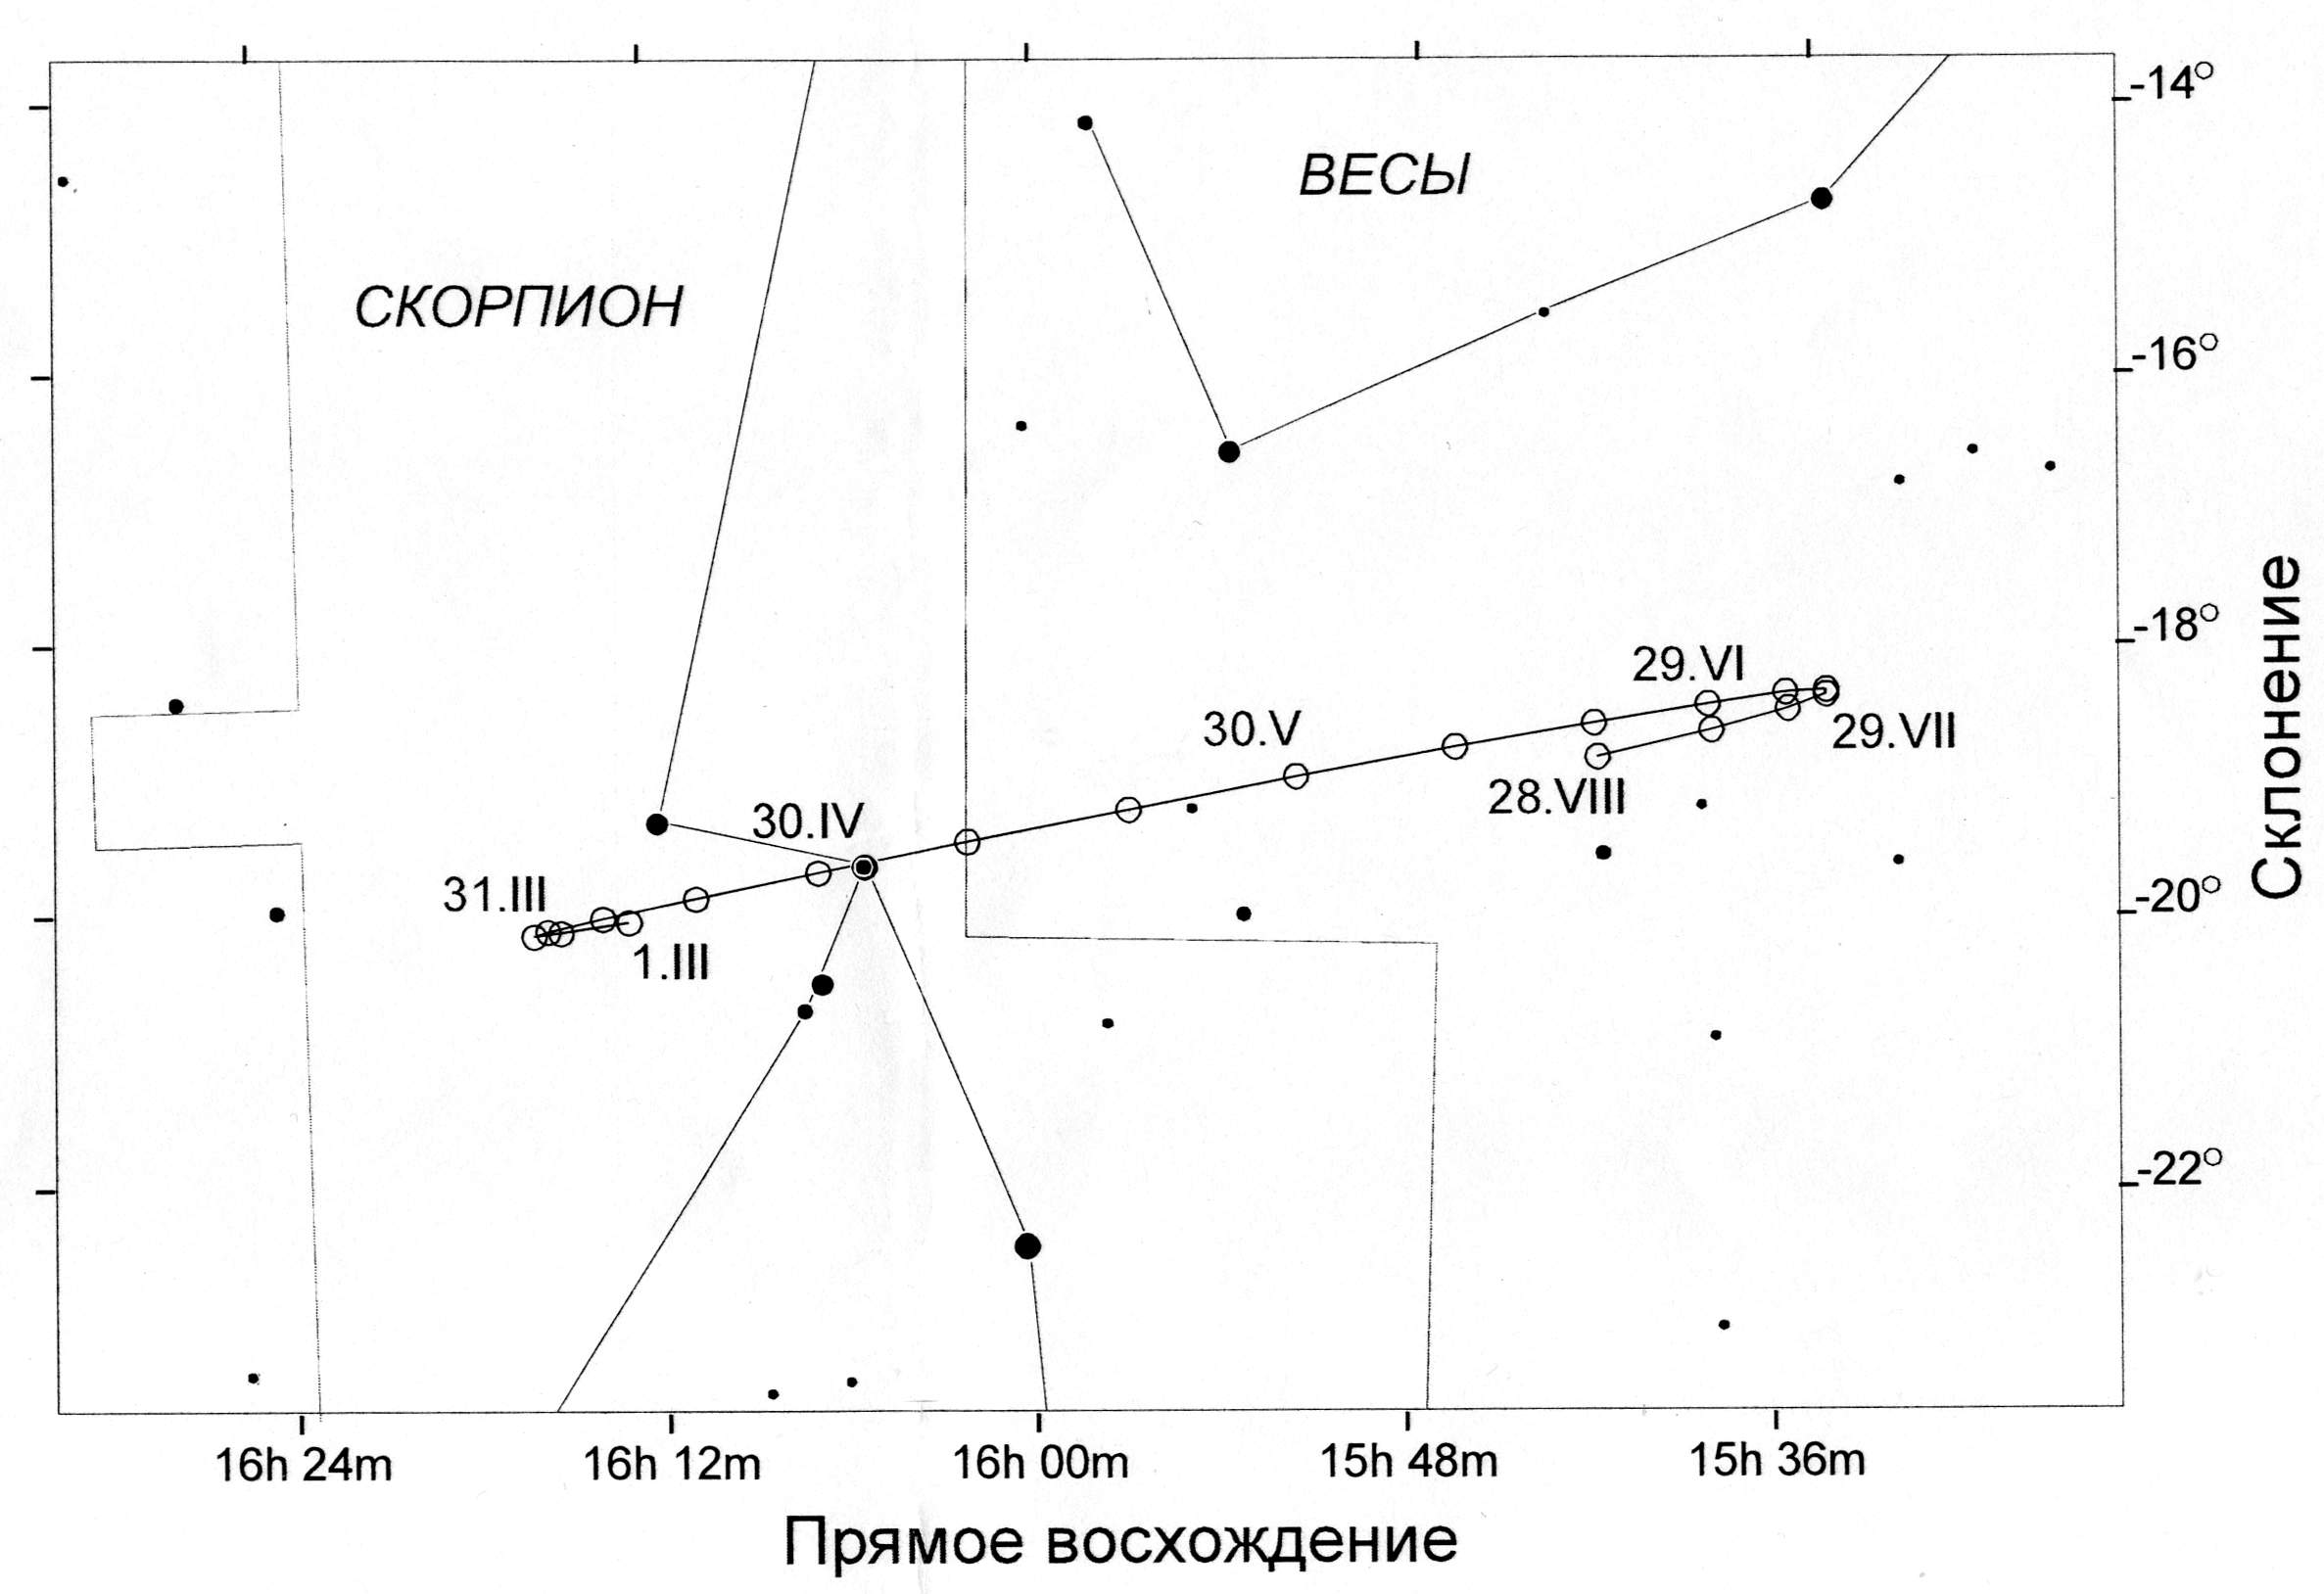 -14°
ВЕСЫ
СКОРПИОН
-16°
-18°
29.VI
30.V
29.VII
28.VIII
30.IV
31.III
-20°
1.III
Склонение
-22°
16h 24m
16h 12m
16h 00m
15h 48m
15h 36m
Прямое восхождение